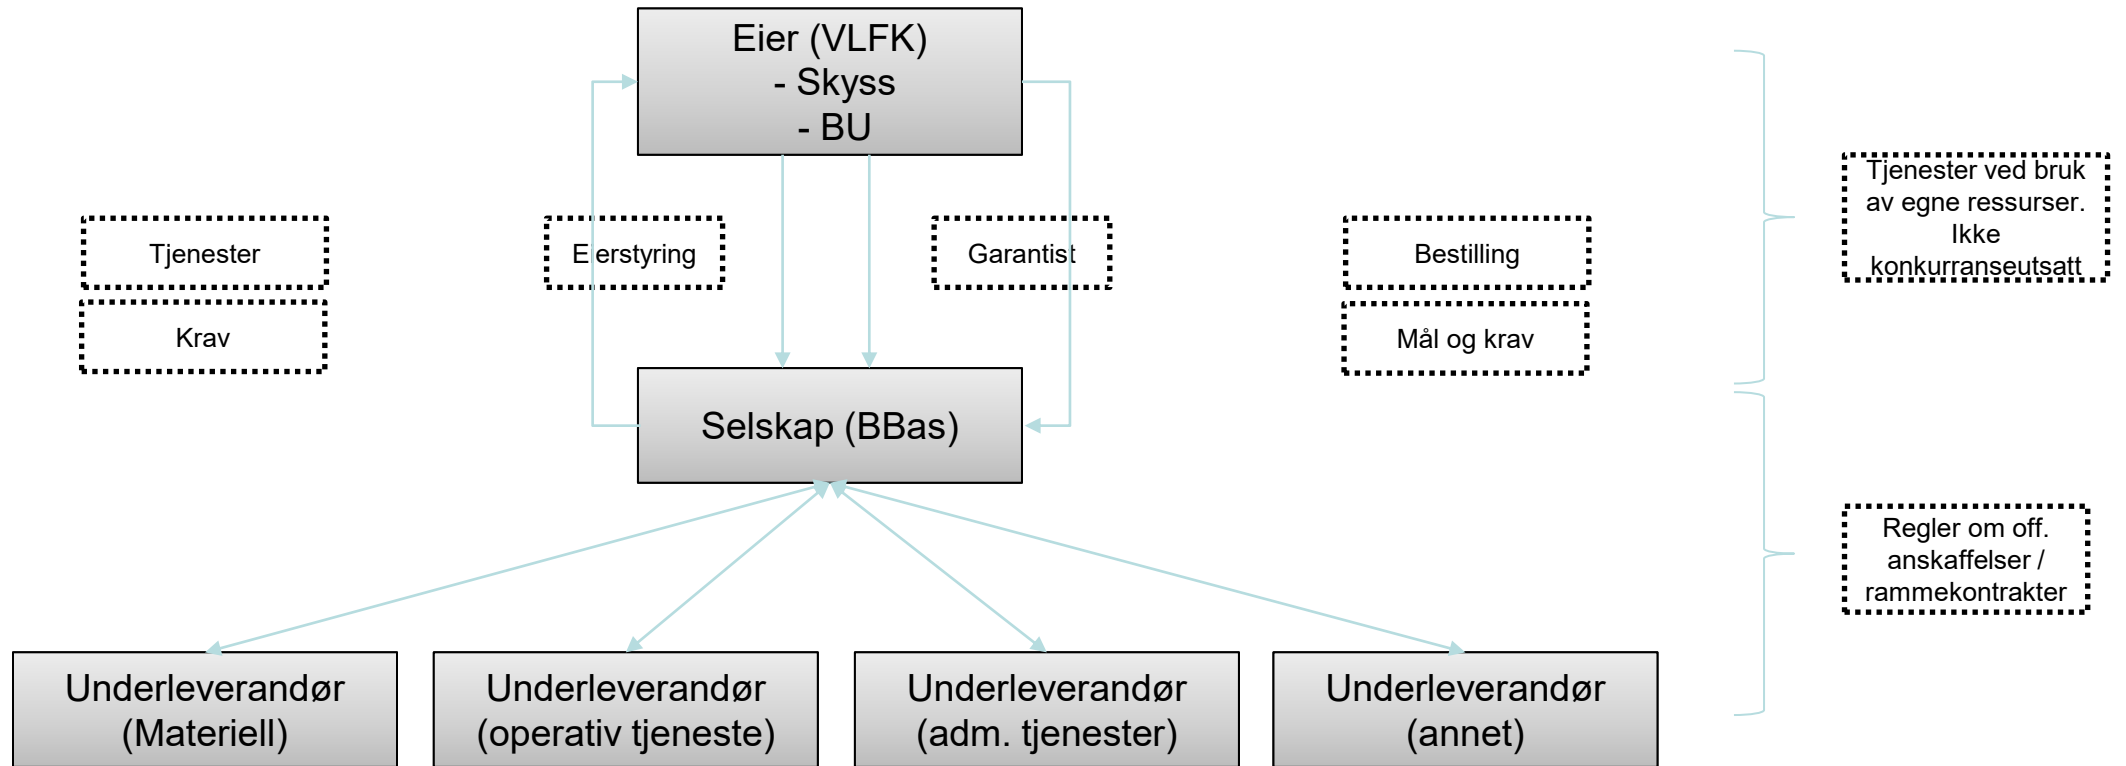 Eier (VLFK)
- Skyss
- BU
Tjenester
Krav
Eierstyring
Garantist
Bestilling
Mål og krav
Tjenester ved bruk
av egne ressurser.
Ikke
konkurranseutsatt
Selskap (BBas)
Regler om off.
anskaffelser /
rammekontrakter
Underleverandør
(Materiell)
Underleverandør
(operativ tjeneste)
Underleverandør
(adm. tjenester)
Underleverandør
(annet)